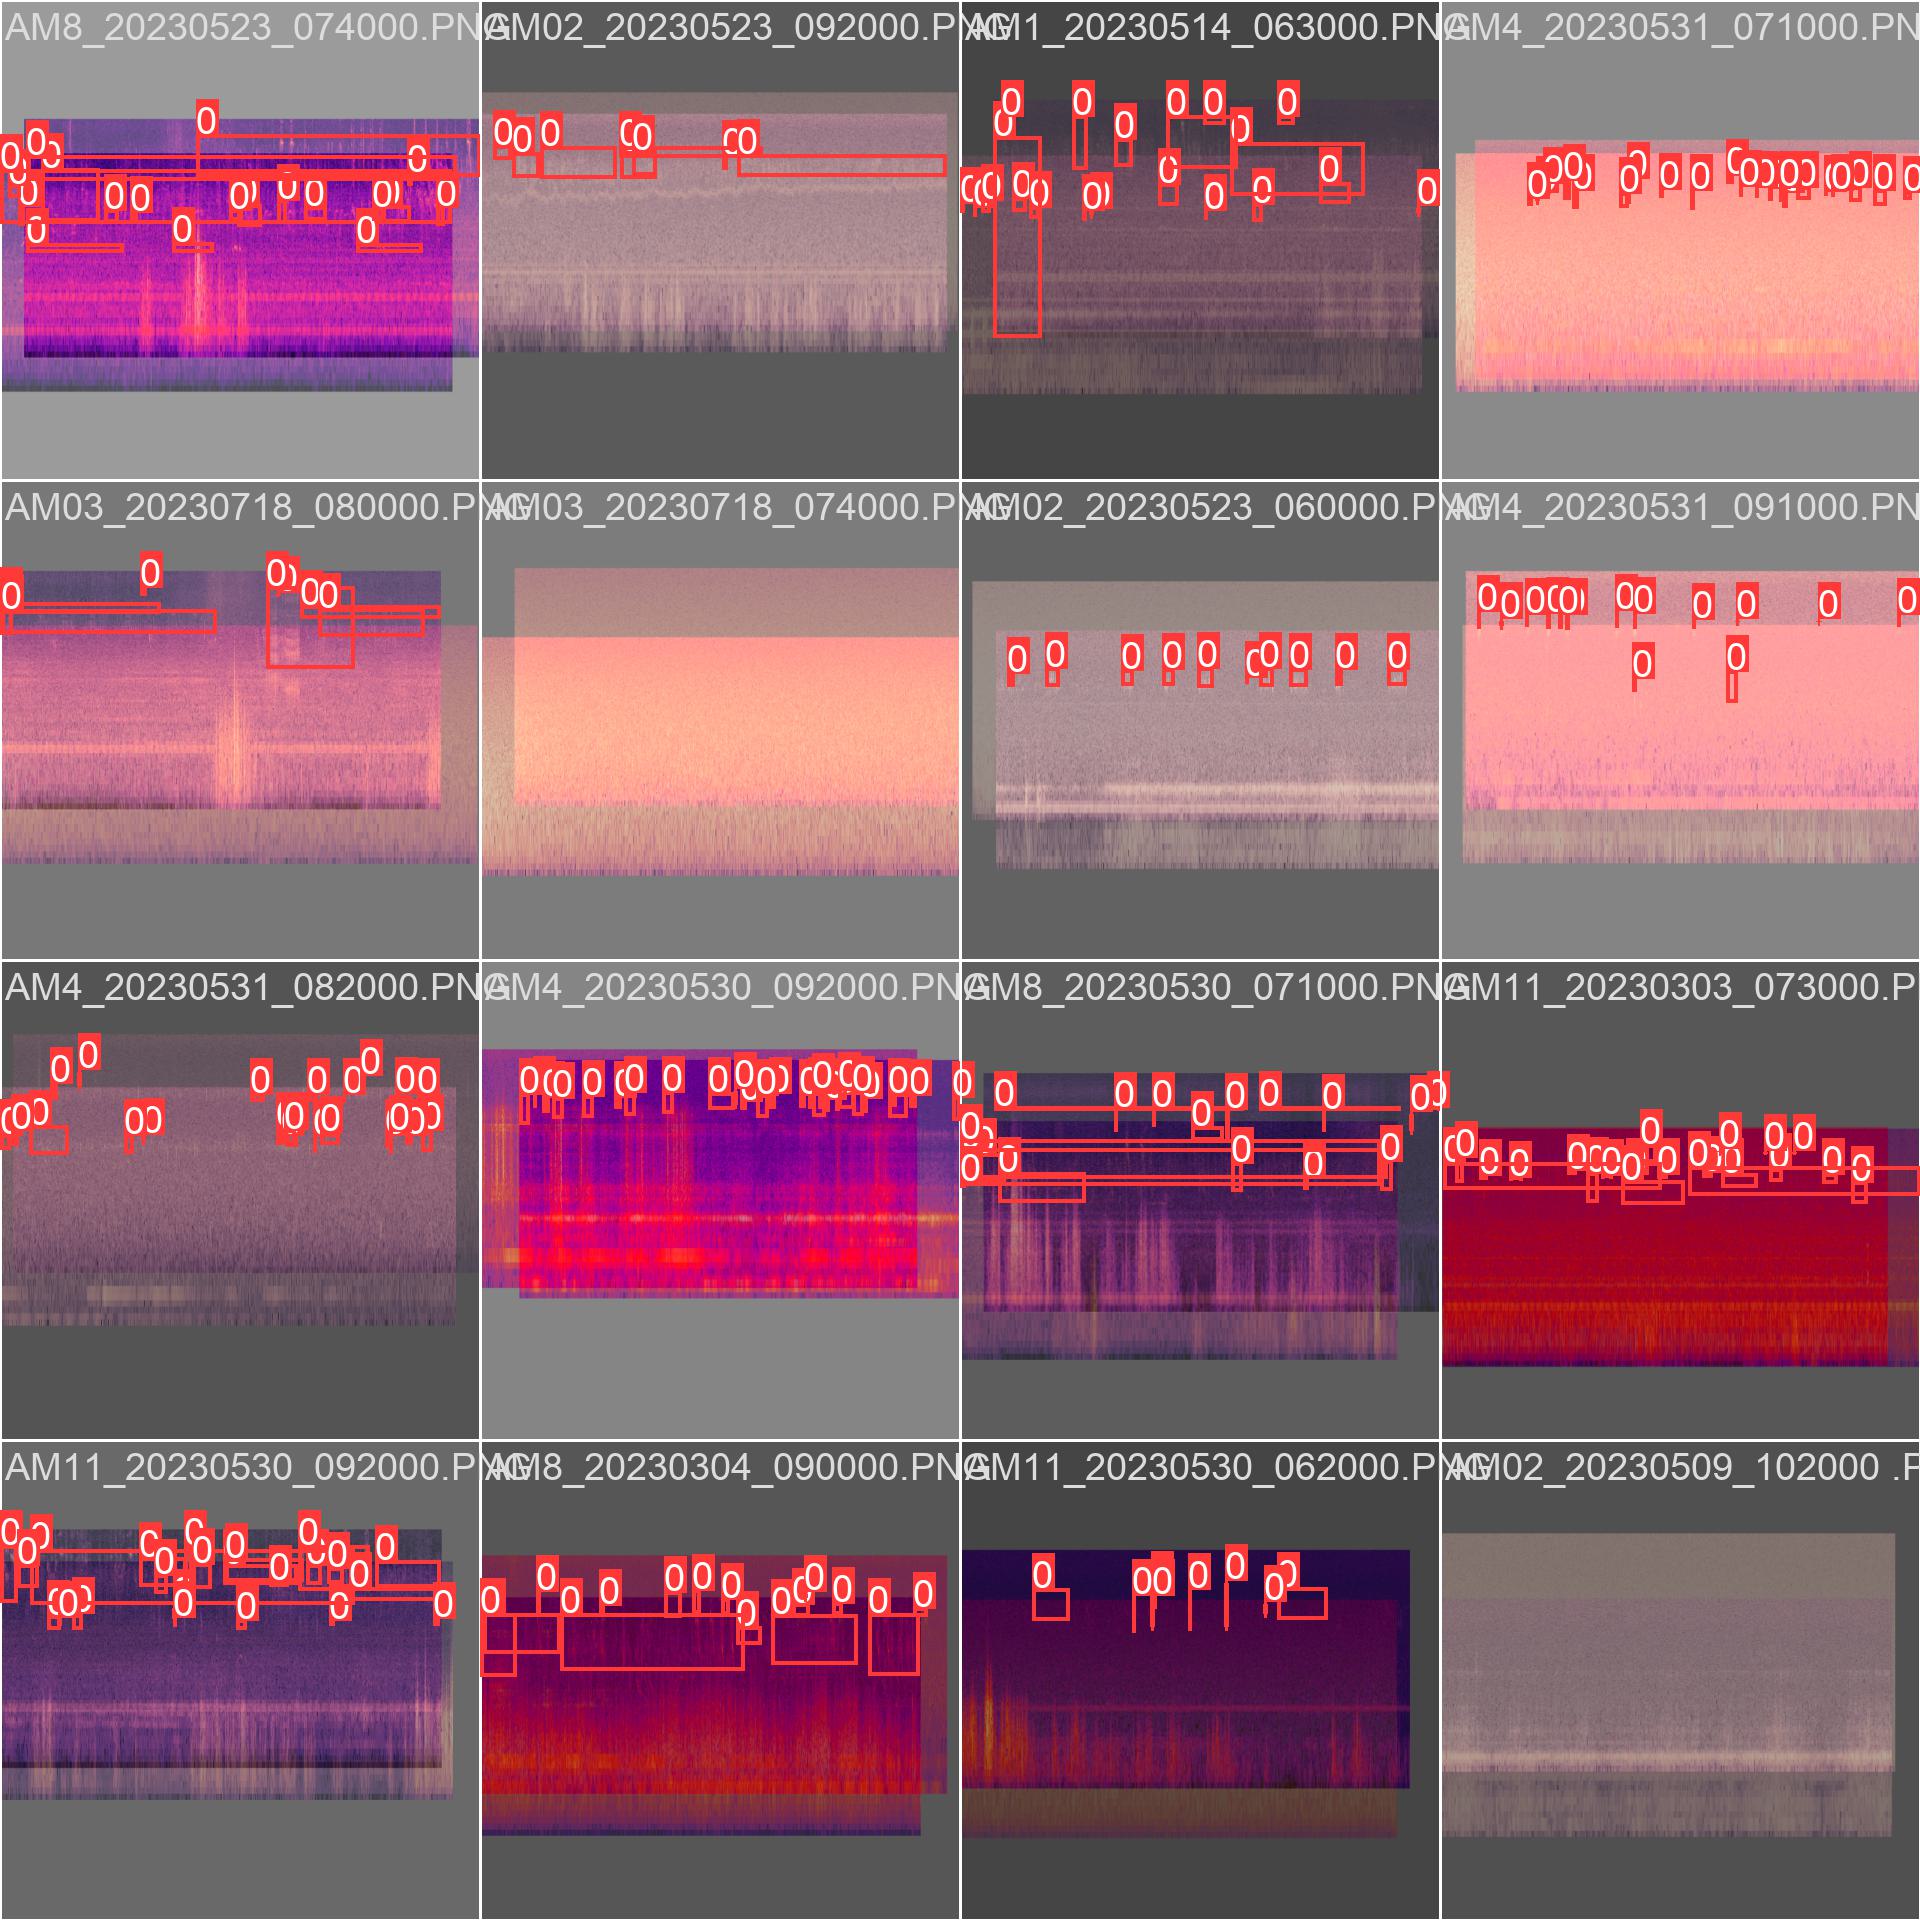 AM8_20230523_074000.PNG
AM02_20230523_092000.PNG
AM1_20230514_063000.PNG
AM4_20230531_071000.PNG
AM03_20230718_080000.PNG
AM03_20230718_074000.PNG
AM02_20230523_060000.PNG
AM4_20230531_091000.PNG
AM4_20230531_082000.PNG
AM4_20230530_092000.PNG
AM8_20230530_071000.PNG
AM11_20230303_073000.P
AM11_20230530_092000.PNG
AM8_20230304_090000.PNG
AM11_20230530_062000.PNG
AM02_20230509_102000 .P